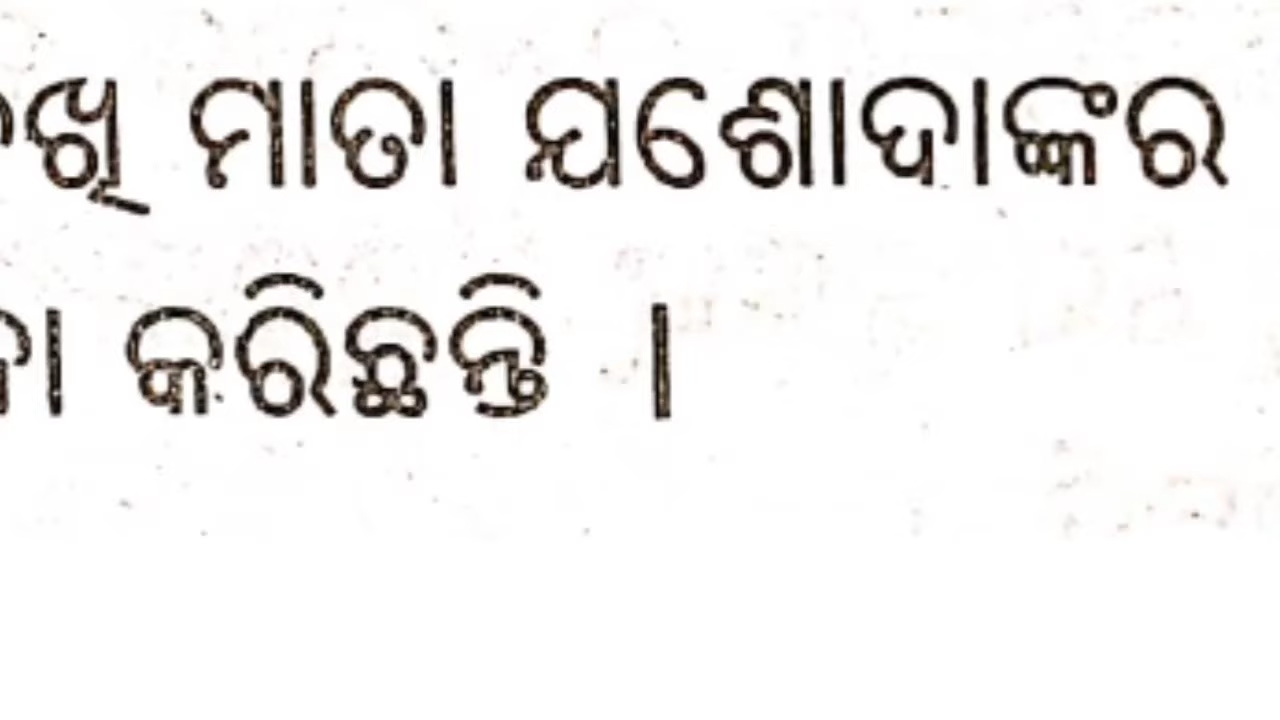 ମାତା ଯଶୋଦାଙ୍କର
କରିଛନ୍ତି ।